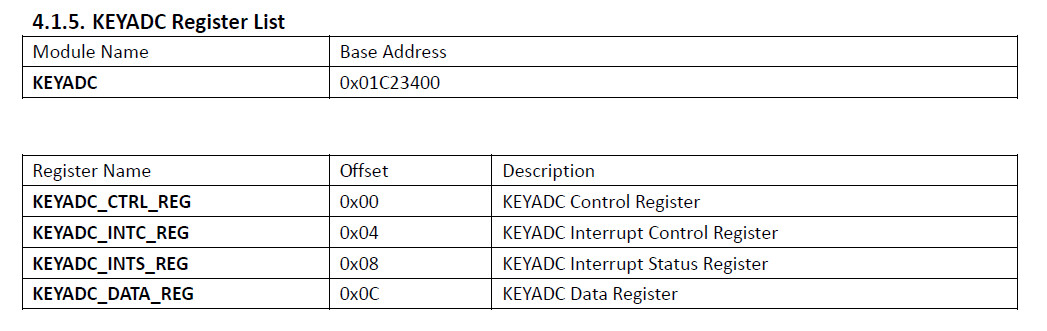 4.1.5. KEYADC Register List
Module Name Base Address
KEYADC 0x01C23400
Register Name Offset Description
KEYADC_CTRL_REG 0x00 KEYADC Control Register
KEYADC_INTC_REG 0x04 KEYADC Interrupt Control Register
KEYADC_INTS_REG 0x08 KEYADC Interrupt Status Register
KEYADC_DATA_REG 0x0C KEYADC Data Register